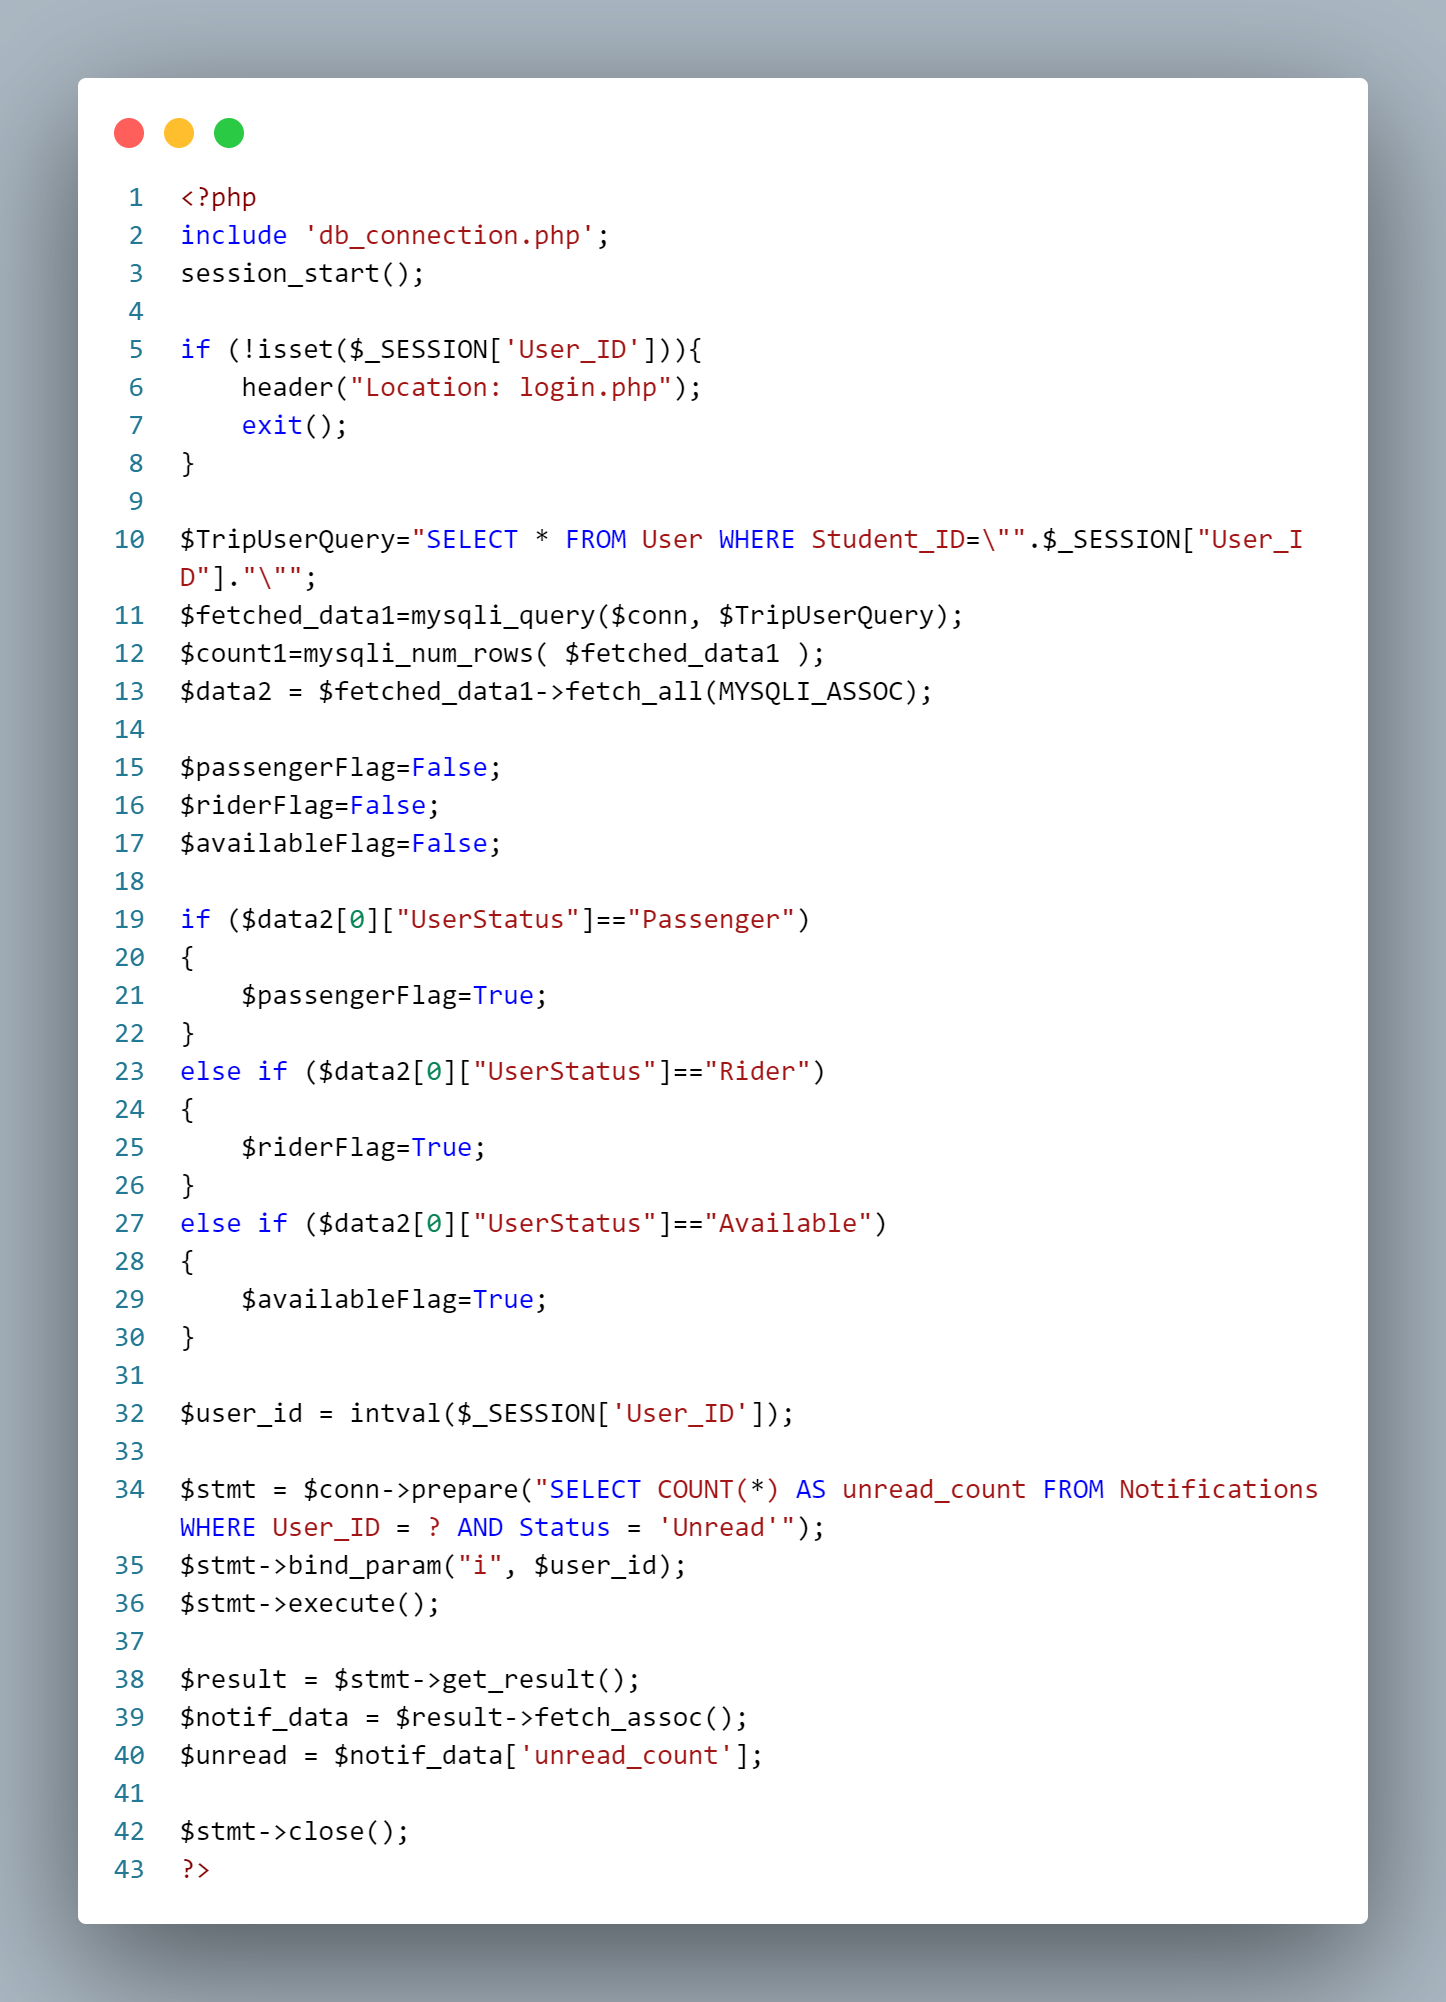 1 <?php
2 include 'db_connection.php';
3 session_start();
4
5 if (!isset($_SESSION['User_ID'])){
6     header("Location: login.php");
7     exit();
8 }
9
10 $TripUserQuery="SELECT * FROM User WHERE Student_ID=\"".$_SESSION["User_I
D"]."\"";
11 $fetched_data1=mysqli_query($conn, $TripUserQuery);
12 $count1=mysqli_num_rows( $fetched_data1 );
13 $data2 = $fetched_data1->fetch_all(MYSQLI_ASSOC);
14
15 $passengerFlag=False;
16 $riderFlag=False;
17 $availableFlag=False;
18
19 if ($data2[0]["UserStatus"]=="Passenger")
20 {
21     $passengerFlag=True;
22 }
23 else if ($data2[0]["UserStatus"]=="Rider")
24 {
25     $riderFlag=True;
26 }
27 else if ($data2[0]["UserStatus"]=="Available")
28 {
29     $availableFlag=True;
30 }
31
32 $user_id = intval($_SESSION['User_ID']);
33
34 $stmt = $conn->prepare("SELECT COUNT(*) AS unread_count FROM Notifications
WHERE User_ID = ? AND Status = 'Unread'");
35 $stmt->bind_param("i", $user_id);
36 $stmt->execute();
37
38 $result = $stmt->get_result();
39 $notif_data = $result->fetch_assoc();
40 $unread = $notif_data['unread_count'];
41
42 $stmt->close();
43 ?>